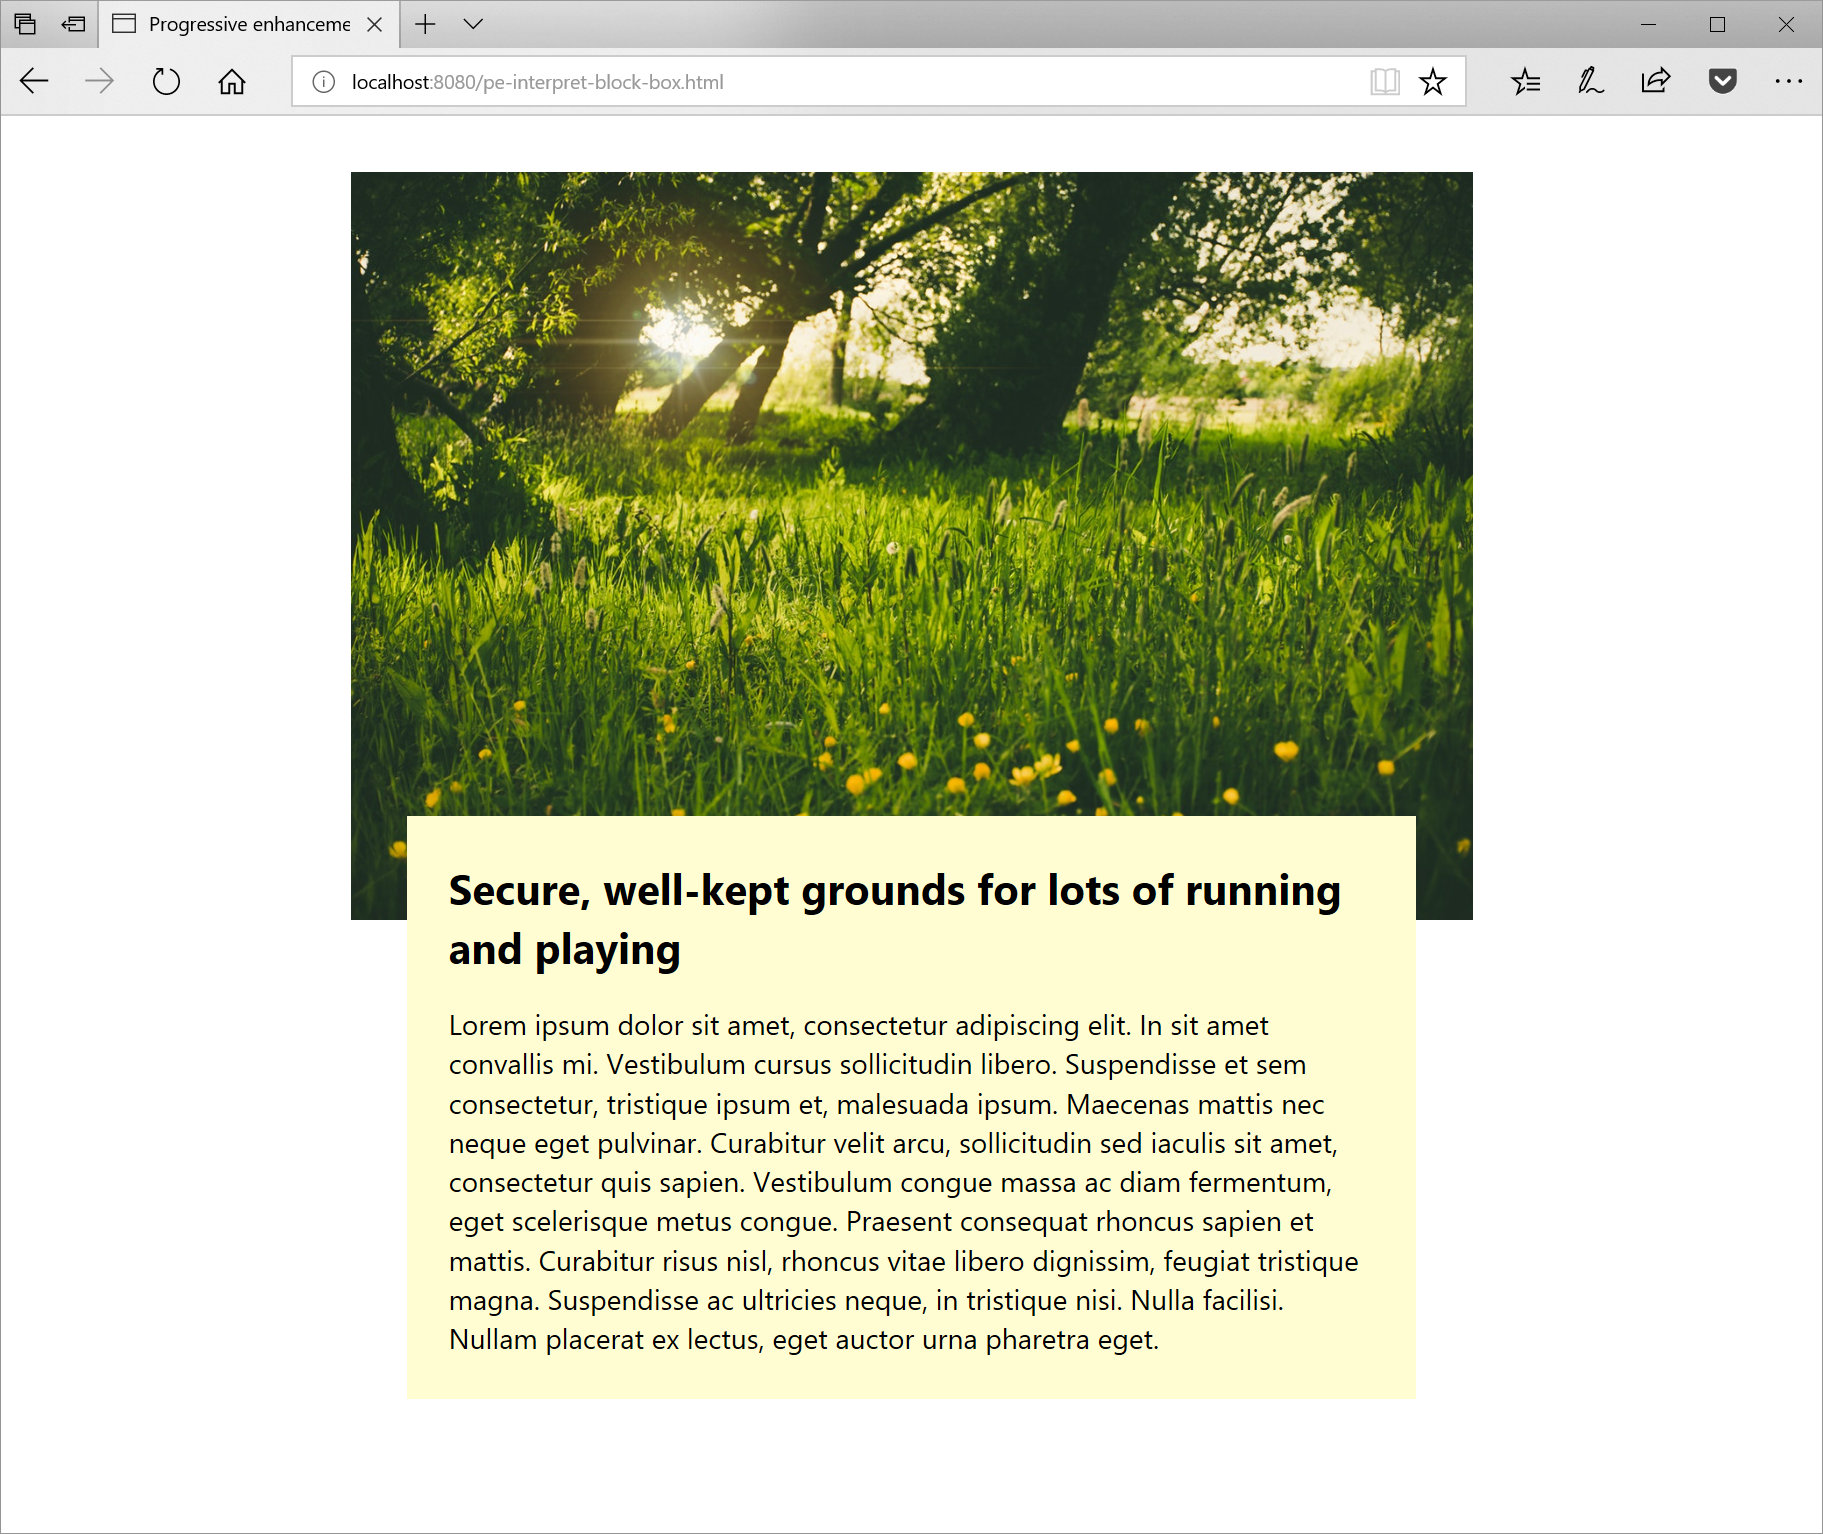 Progressive enhanceme
localhost:8080/pe-interpret-block-box.html
Secure, well-kept grounds for lots of running
and playing
Lorem ipsum dolor sit amet, consectetur adipiscing elit. In sit amet
convallis mi. Vestibulum cursus sollicitudin libero. Suspendisse et sem
consectetur, tristique ipsum et, malesuada ipsum. Maecenas mattis nec
neque eget pulvinar. Curabitur velit arcu, sollicitudin sed iaculis sit amet,
consectetur quis sapien. Vestibulum congue massa ac diam fermentum,
eget scelerisque metus congue. Praesent consequat rhoncus sapien et
mattis. Curabitur risus nisl, rhoncus vitae libero dignissim, feugiat tristique
magna. Suspendisse ac ultricies neque, in tristique nisi. Nulla facilisi.
Nullam placerat ex lectus, eget auctor urna pharetra eget.